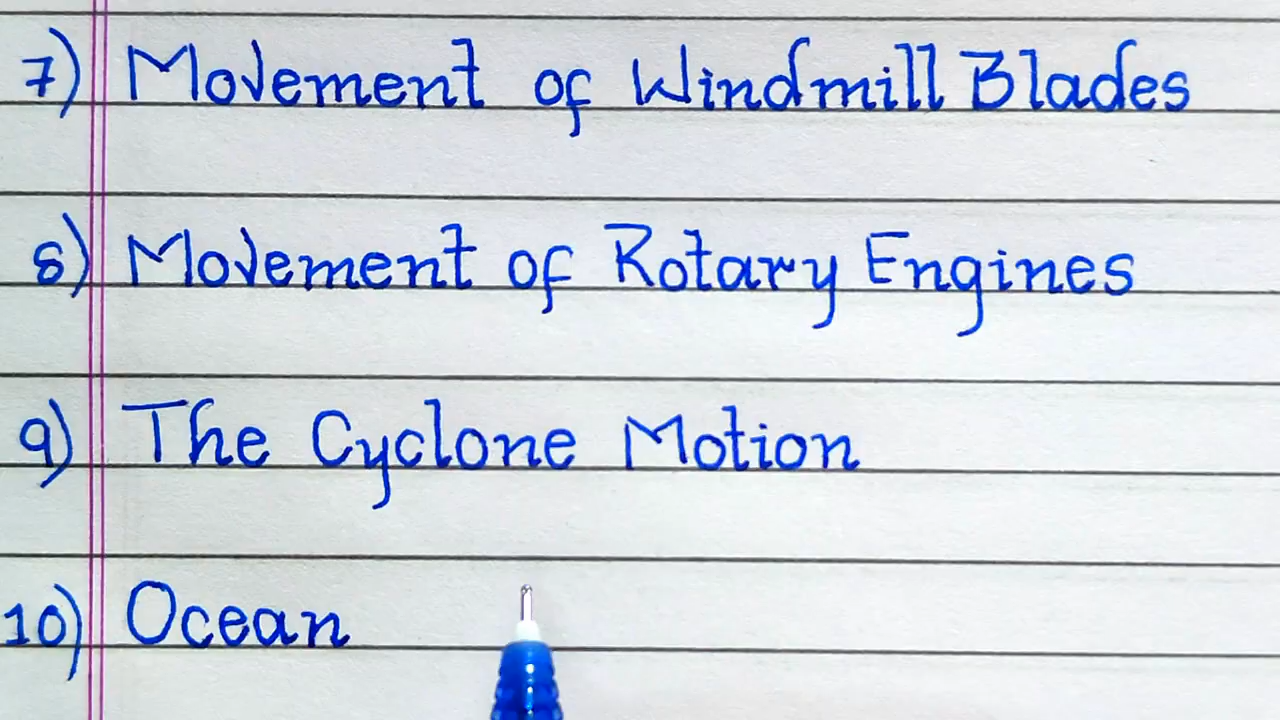 7) Movement of Windmill Blades
8) Movement of Rotary Engines
9) The Cyclone Motion
10) Ocean